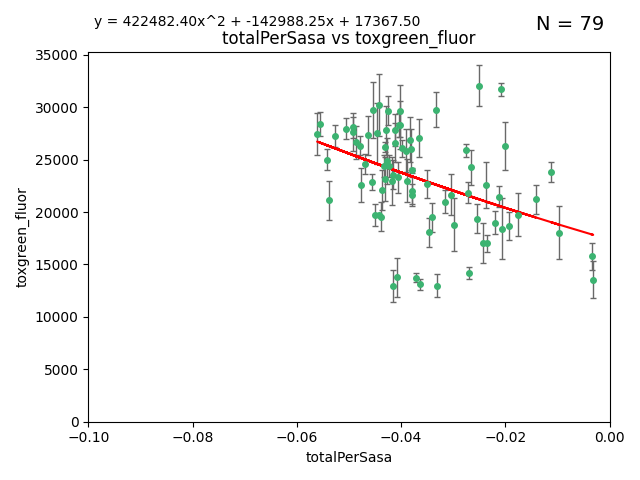 y = 422482.40x^2 + -142988.25x + 17367.50
N = 79
totalPerSasa vs toxgreen_fluor
35000
30000
25000
20000
15000
10000
5000
0
toxgreen_fluor
−0.10
−0.08
−0.06
−0.04
−0.02
0.00
totalPerSasa